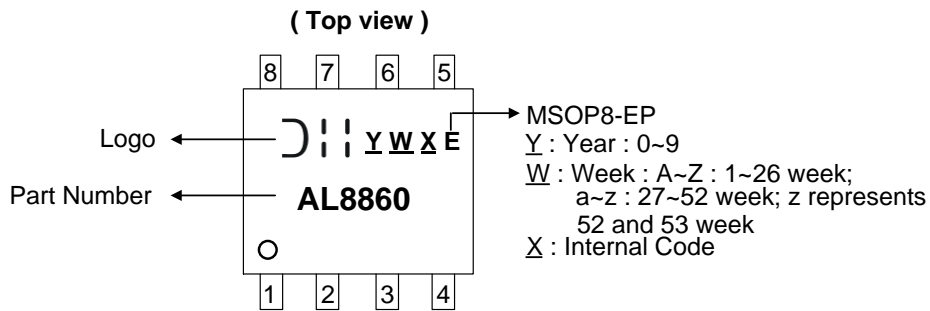 ( Top view )
8 7 6 5
Logo
Y W X E
MSOP8-EP
Y : Year : 0~9
W : Week : A~Z : 1~26 week;
a~z : 27~52 week; z represents
52 and 53 week
X : Internal Code
Part Number
AL8860
1 2 3 4